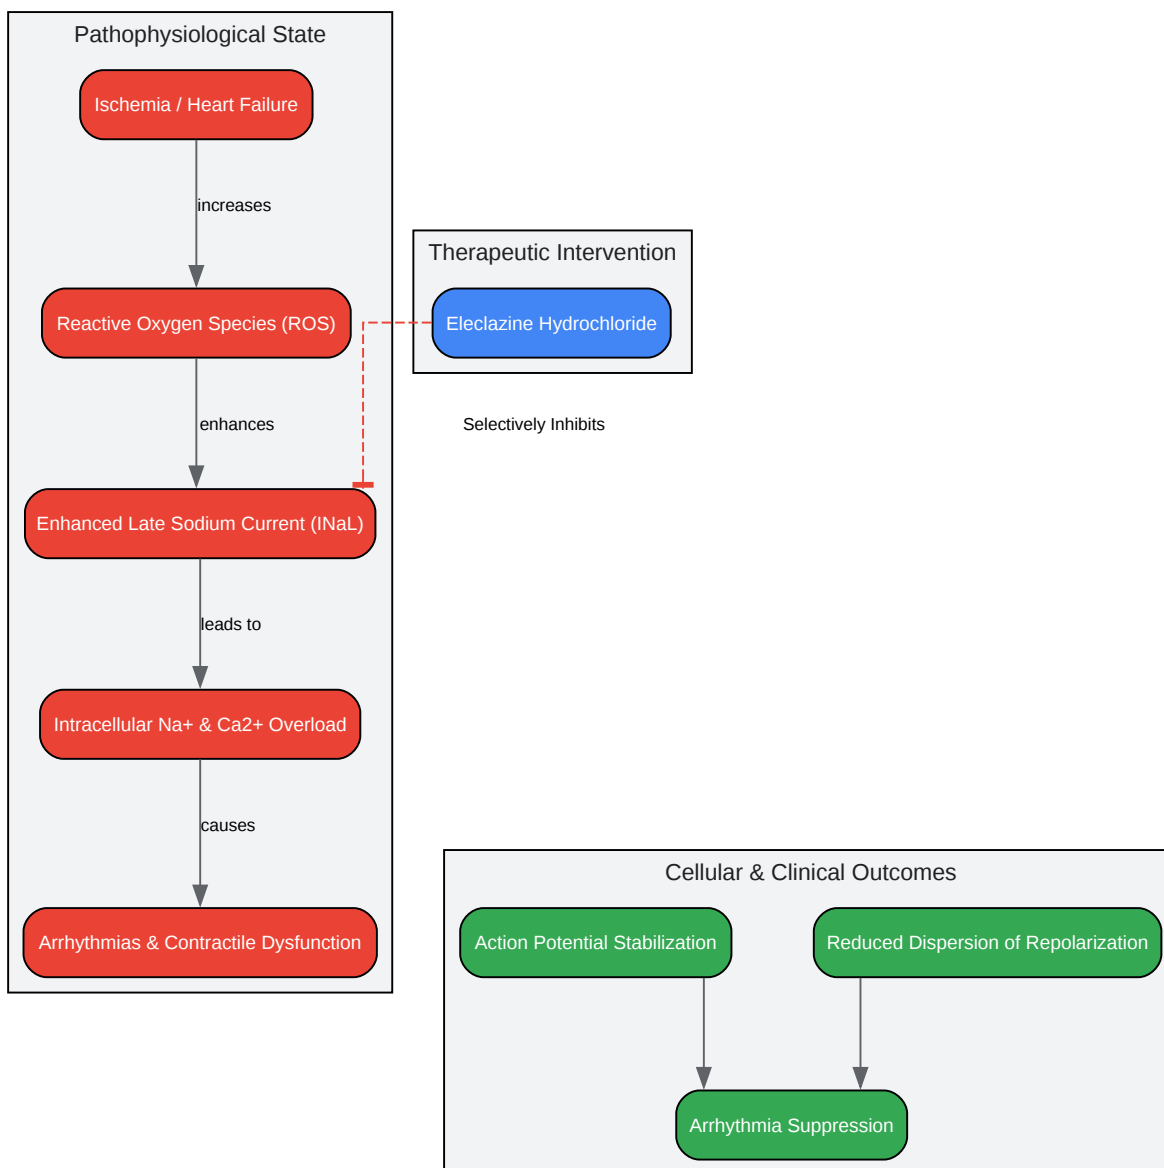 Pathophysiological State
Ischemia / Heart Failure
increases
Reactive Oxygen Species (ROS)
enhances
Enhanced Late Sodium Current (INaL)
leads to
Intracellular Na+ & Ca2+ Overload
causes
Arrhythmias & Contractile Dysfunction
Therapeutic Intervention
Eleclazine Hydrochloride
Selectively Inhibits
Cellular & Clinical Outcomes
Action Potential Stabilization
Reduced Dispersion of Repolarization
Arrhythmia Suppression